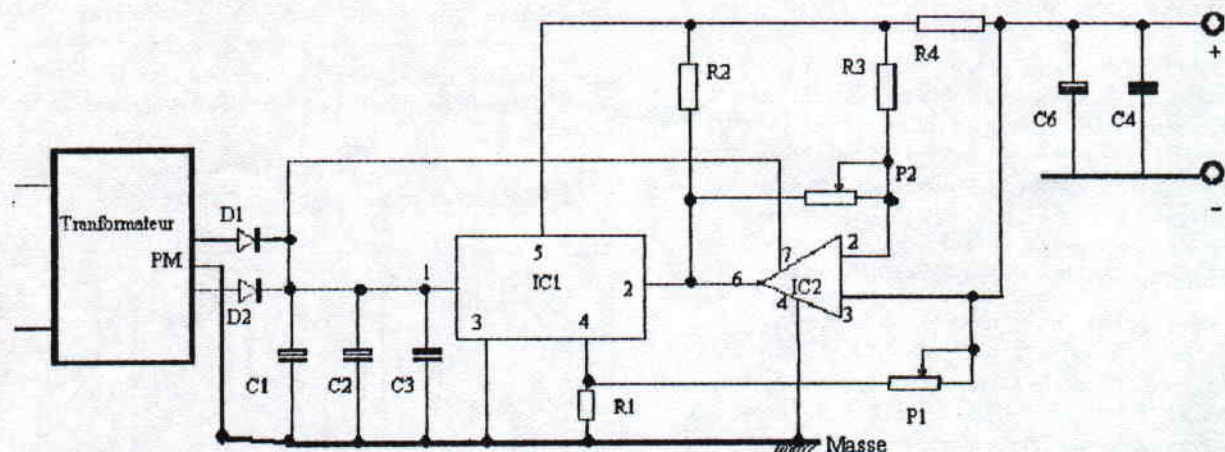 R2
R3
R4
+
C6
C4
-
Tranformateur
PM
D1
D2
P2
5
IC1
1
2
3
4
6
7
IC2
4
2
3
C1
C2
C3
R1
P1
Masse